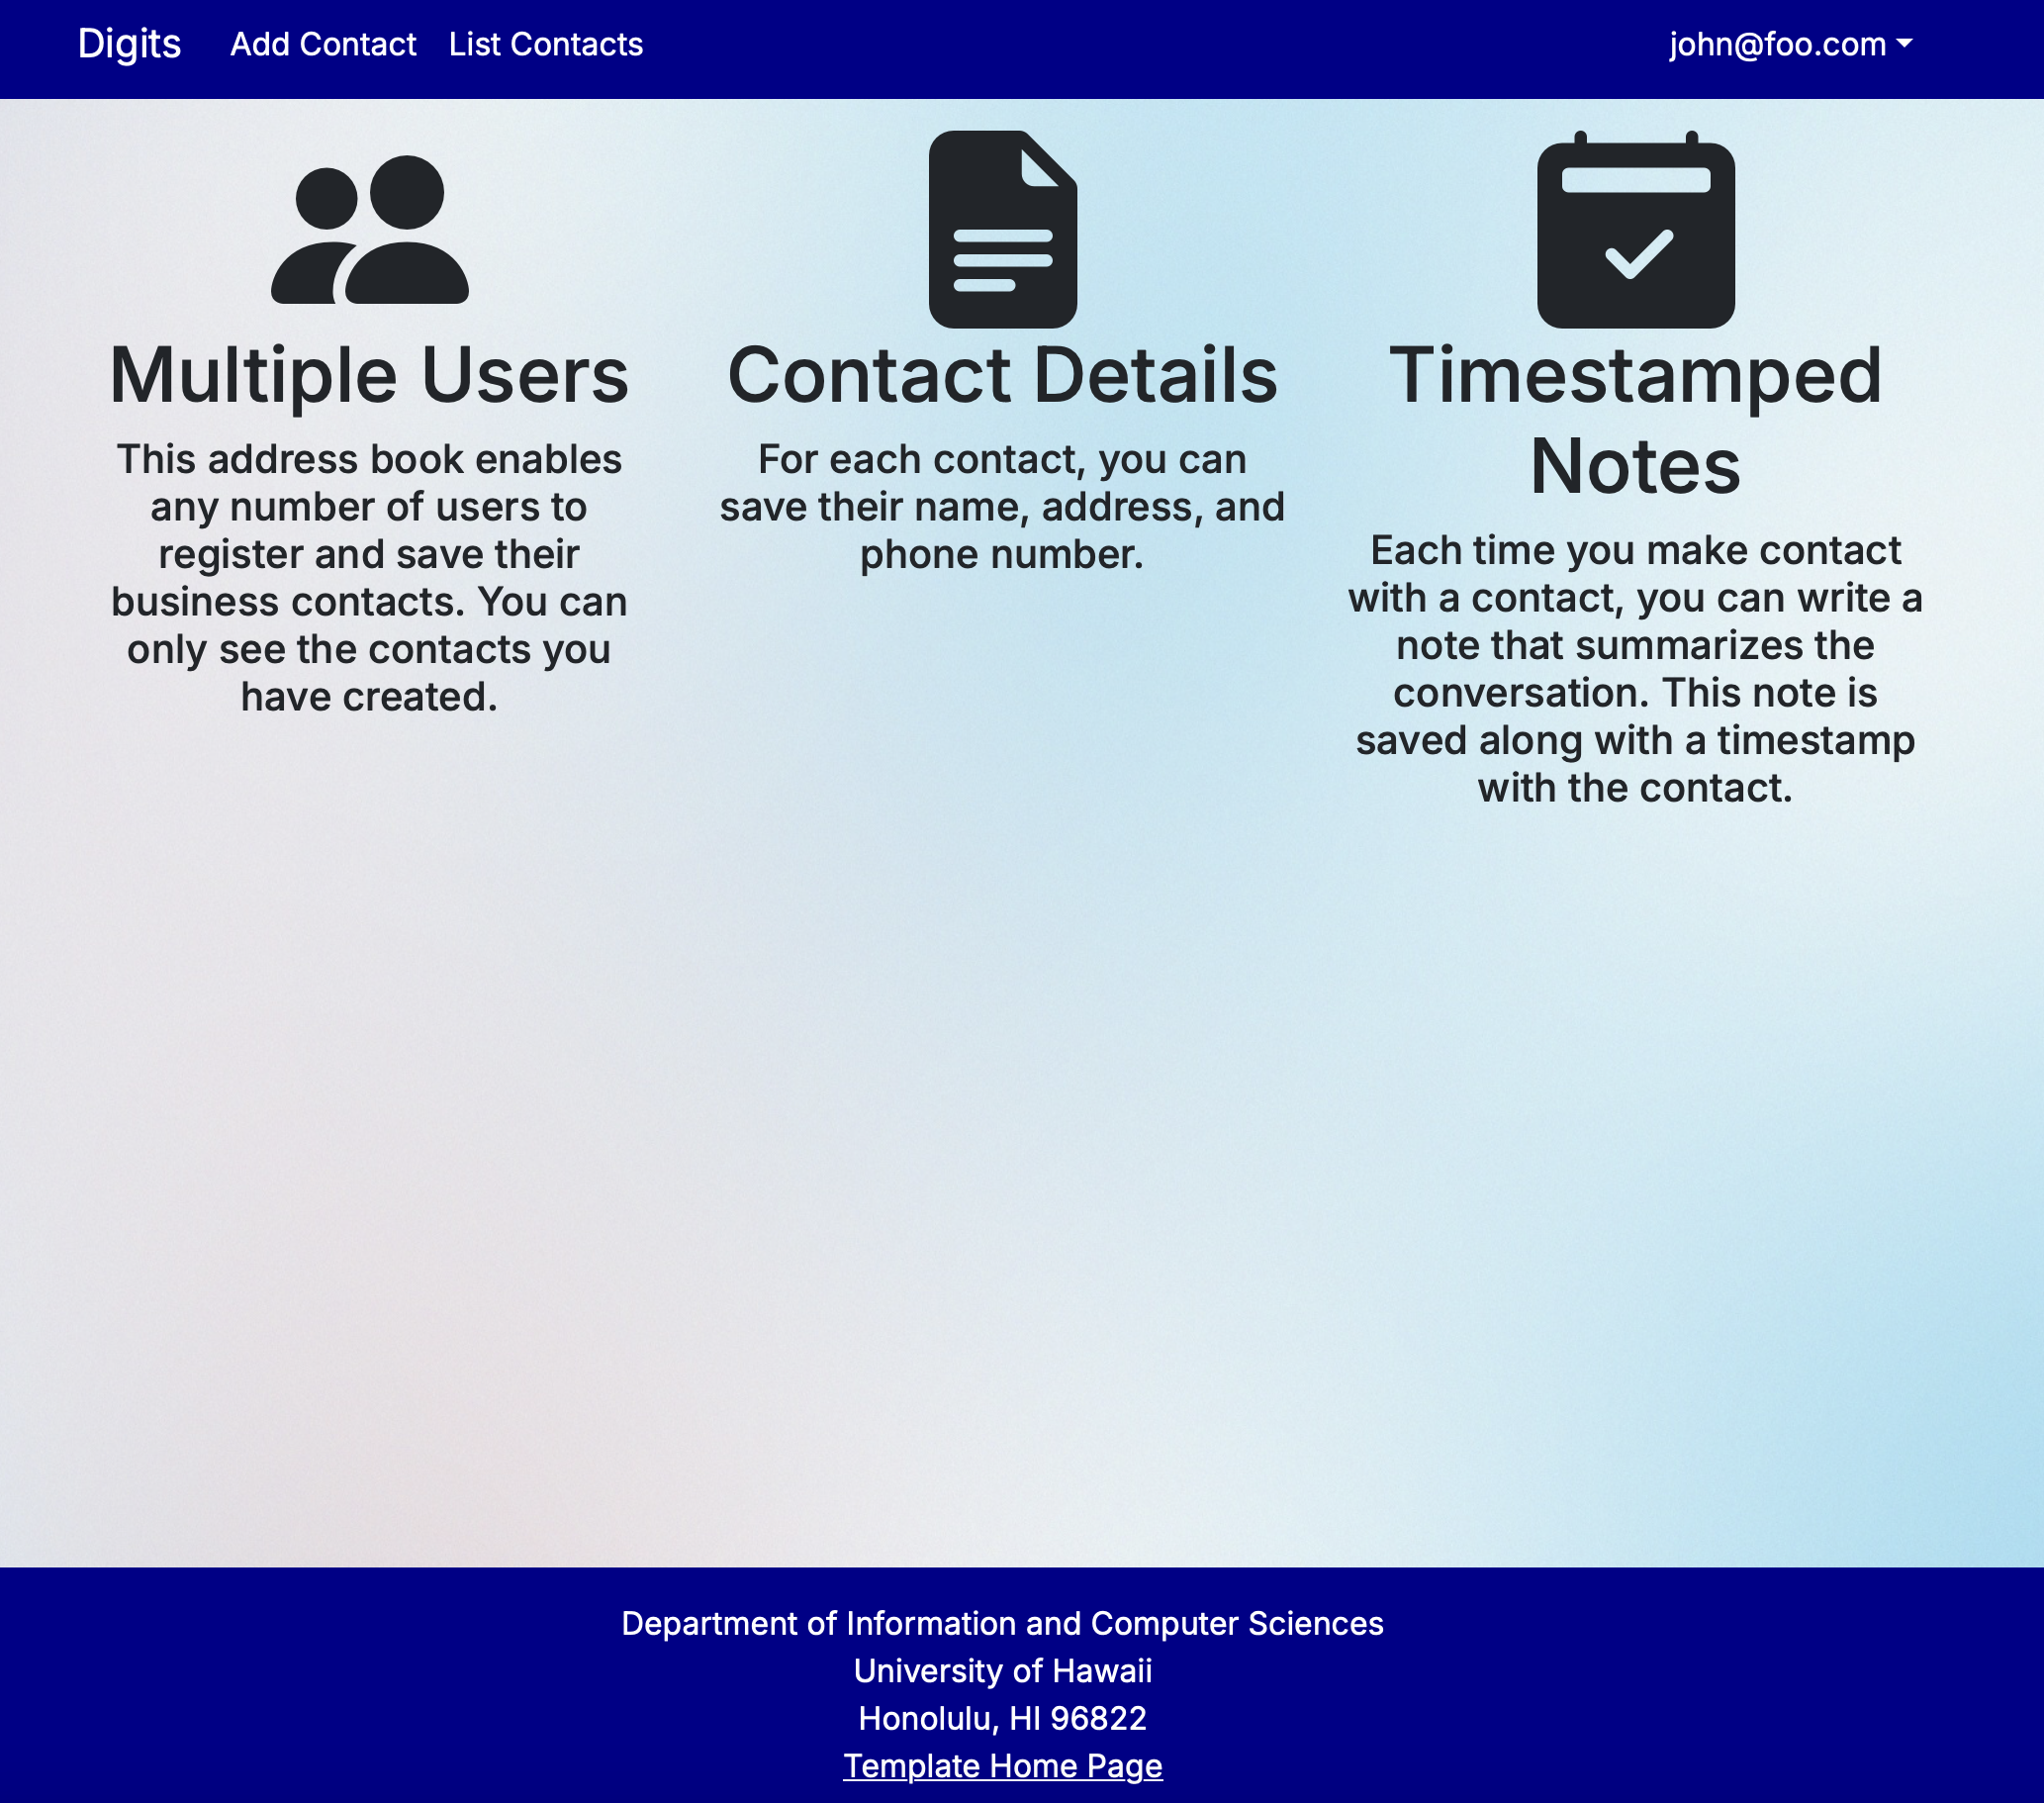 Digits Add Contact List Contacts john@foo.com
Multiple Users
This address book enables
any number of users to
register and save their
business contacts. You can
only see the contacts you
have created.
Contact Details
For each contact, you can
save their name, address, and
phone number.
Timestamped
Notes
Each time you make contact
with a contact, you can write a
note that summarizes the
conversation. This note is
saved along with a timestamp
with the contact.
Department of Information and Computer Sciences
University of Hawaii
Honolulu, HI 96822
Template Home Page